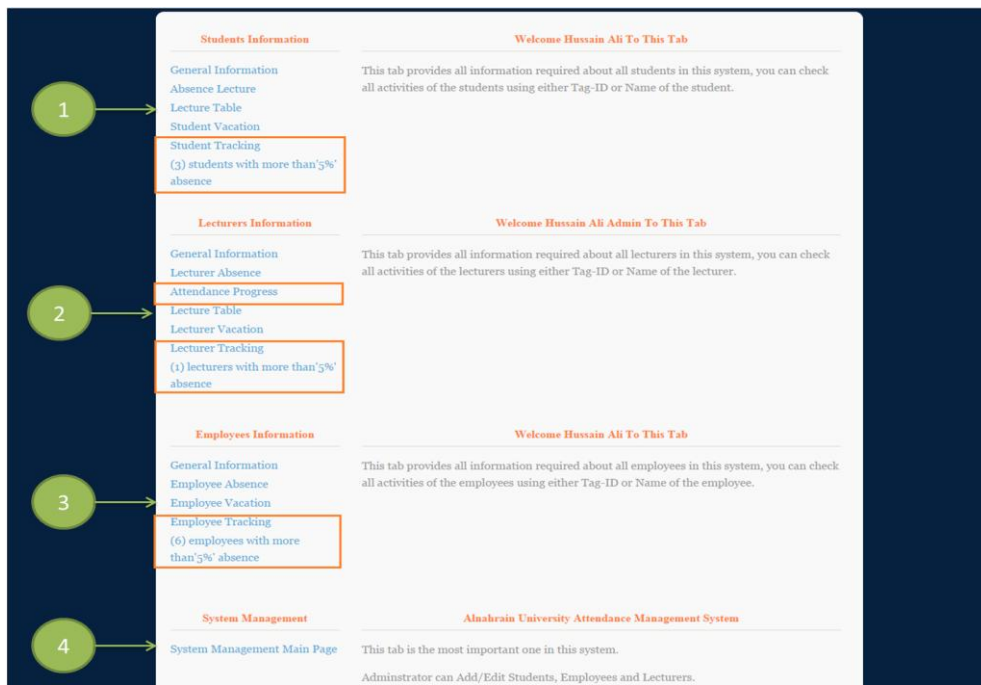 Students Information
Welcome Hussain Ali To This Tab
General Information
Absence Lecture
Lecture Table
Student Vacation
Student Tracking
(3) students with more than'5%'
absence
This tab provides all information required about all students in this system, you can check
all activities of the students using either Tag-ID or Name of the student.
1
Lecturers Information
Welcome Hussain Ali Admin To This Tab
General Information
Lecturer Absence
Attendance Progress
Lecture Table
Lecturer Vacation
Lecturer Tracking
(1) lecturers with more than'5%'
absence
This tab provides all information required about all lecturers in this system, you can check
all activities of the lecturers using either Tag-ID or Name of the lecturer.
2
Employees Information
Welcome Hussain Ali To This Tab
General Information
Employee Absence
Employee Vacation
Employee Tracking
(6) employees with more
than'5%' absence
This tab provides all information required about all employees in this system, you can check
all activities of the employees using either Tag-ID or Name of the employee.
3
System Management
Alnahrain University Attendance Management System
System Management Main Page
This tab is the most important one in this system.
Adminstrator can Add/Edit Students, Employees and Lecturers.
4